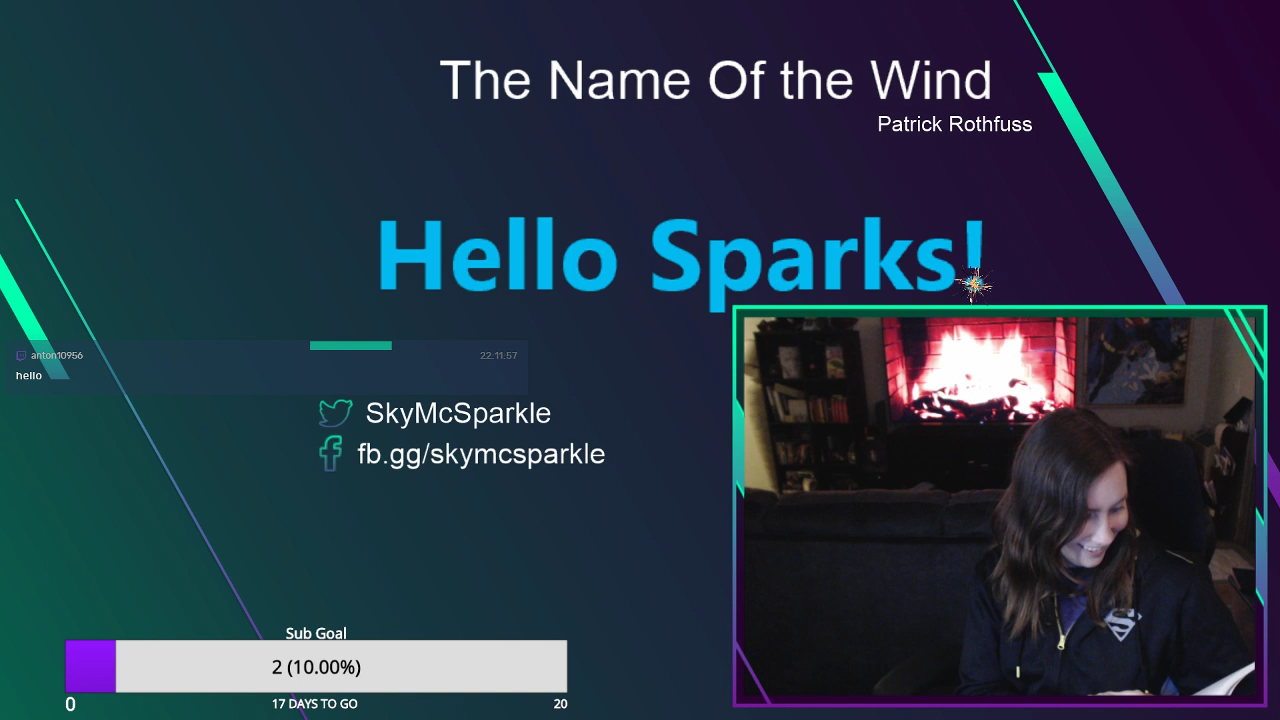 The Name Of the Wind
Patrick Rothfuss
Hello Sparks!
anton10956
22:11:57
hello
SkyMcSparkle
fb.gg/skymcsparkle
Sub Goal
2 (10.00%)
0
17 DAYS TO GO
20